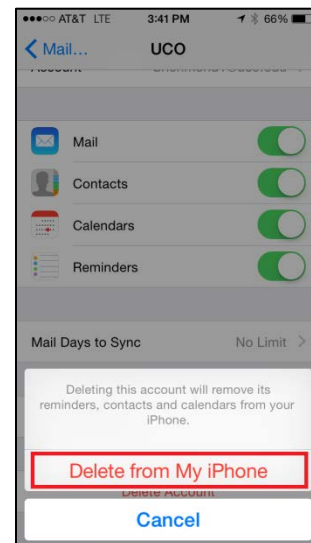 AT&T LTE 3:41 PM 66%
Mail... UCO
Account
Mail
Contacts
Calendars
Reminders
Mail Days to Sync No Limit
Deleting this account will remove its
reminders, contacts and calendars from your
iPhone.
Delete from My iPhone
Delete Account
Cancel